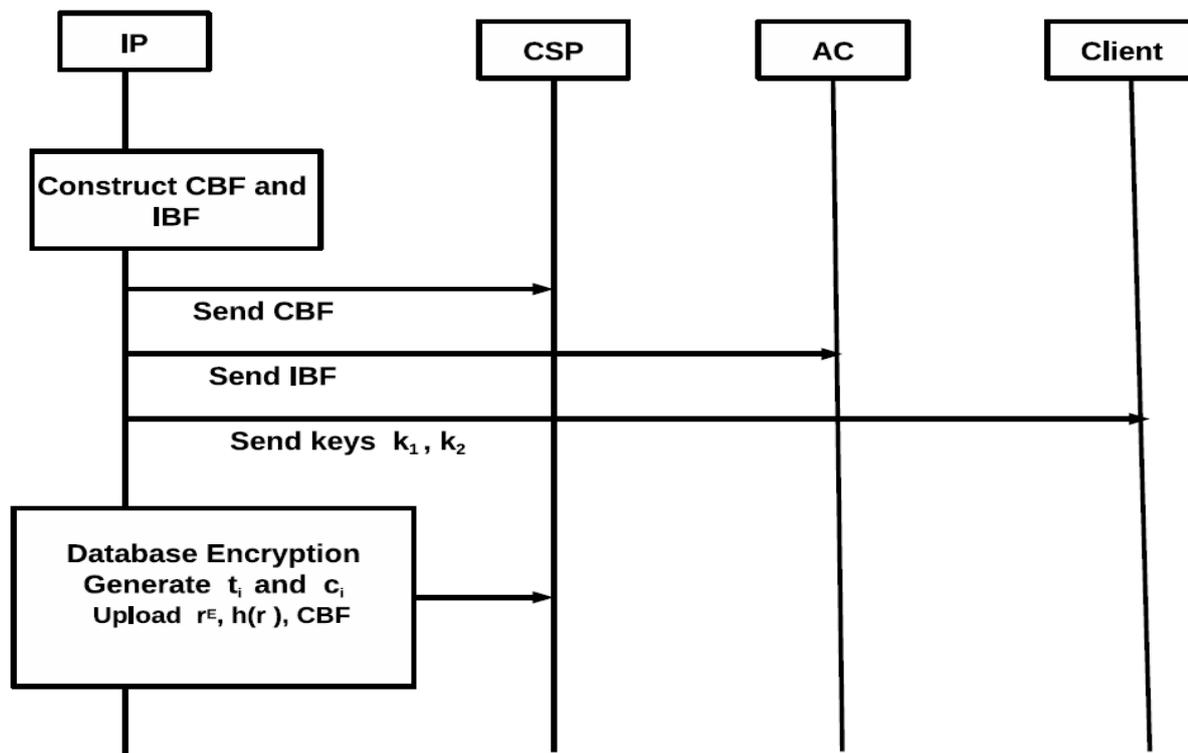 IP
CSP
AC
Client
Construct CBF and
IBF
Send CBF
Send IBF
Send keys k₁, k₂
Database Encryption
Generate tᵢ and cᵢ
Upload rᴱ, h(r ), CBF